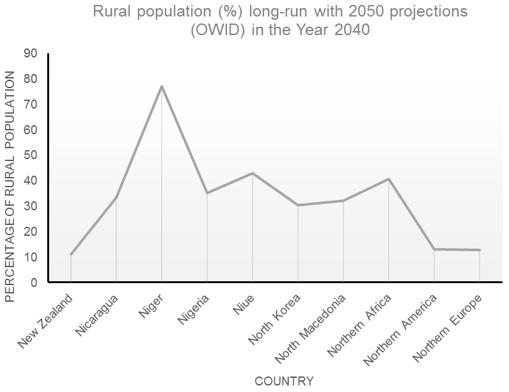 Rural population (%) long-run with 2050 projections
(OWID) in the Year 2040
PERCENTAGE OF RURAL POPULATION
90
80
70
60
50
40
30
20
10
0
New Zealand
Nicaragua
Niger
Nigeria
Niue
North Korea
North Macedonia
Northern Africa
Northern America
Northern Europe
COUNTRY